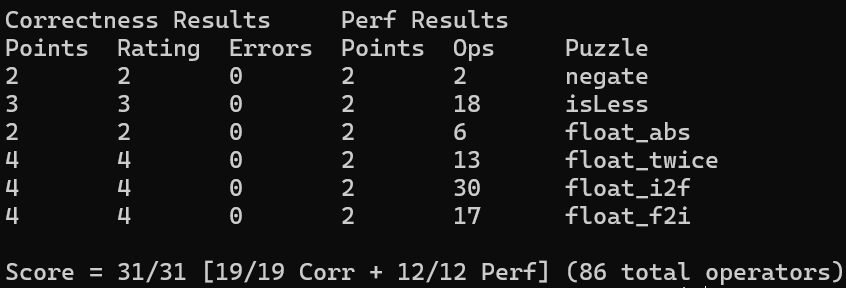 Correctness Results     Perf Results
Points  Rating  Errors  Points  Ops     Puzzle
2       2       0       2       2       negate
3       3       0       2       18      isLess
2       2       0       2       6       float_abs
4       4       0       2       13      float_twice
4       4       0       2       30      float_i2f
4       4       0       2       17      float_f2i
Score = 31/31 [19/19 Corr + 12/12 Perf] (86 total operators)